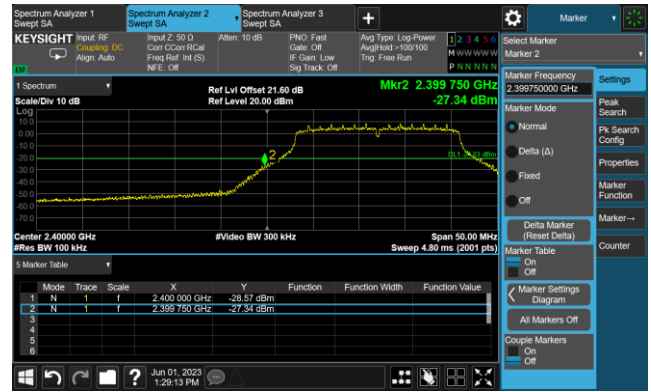 Spectrum Analyzer 1
Swept SA
Spectrum Analyzer 2
Swept SA
Spectrum Analyzer 3
Swept SA
+
Marker
KEYSIGHT
Input: RF
Coupling: DC
Align: Auto
Input Z: 50 Ω
Corr CCorr RCal
Freq Ref: Int (S)
NFE: Off
Atten: 10 dB
PNO: Fast
Gate: Off
IF Gain: Low
Sig Track: Off
Avg Type: Log-Power
Avg|Hold:>100/100
Trig: Free Run
1 2 3 4 5 6
M W W W W W
P N N N N N
Select Marker
Marker 2
1 Spectrum
Scale/Div 10 dB
Log
Ref Lvl Offset 21.60 dB
Ref Level 20.00 dBm
Mkr2 2.399 750 GHz
-27.34 dBm
10.0
0.00
-10.0
-20.0
-30.0
-40.0
-50.0
-60.0
-70.0
2
Center 2.40000 GHz
#Res BW 100 kHz
#Video BW 300 kHz
Span 50.00 MHz
Sweep 4.80 ms (2001 pts)
5 Marker Table
Mode Trace Scale X Y Function Function Width Function Value
1 N 1 f 2.400 000 GHz -28.57 dBm
2 N 1 f 2.399 750 GHz -27.34 dBm
3
4
5
6
Marker Frequency
2.399750000 GHz
Marker Mode
Normal
Delta (Δ)
Fixed
Off
Delta Marker
(Reset Delta)
Marker Table
On
Off
Marker Settings
Diagram
All Markers Off
Couple Markers
On
Off
Settings
Peak
Search
Pk Search
Config
Properties
Marker
Function
Marker→
Counter
?
Jun 01, 2023
1:29:13 PM